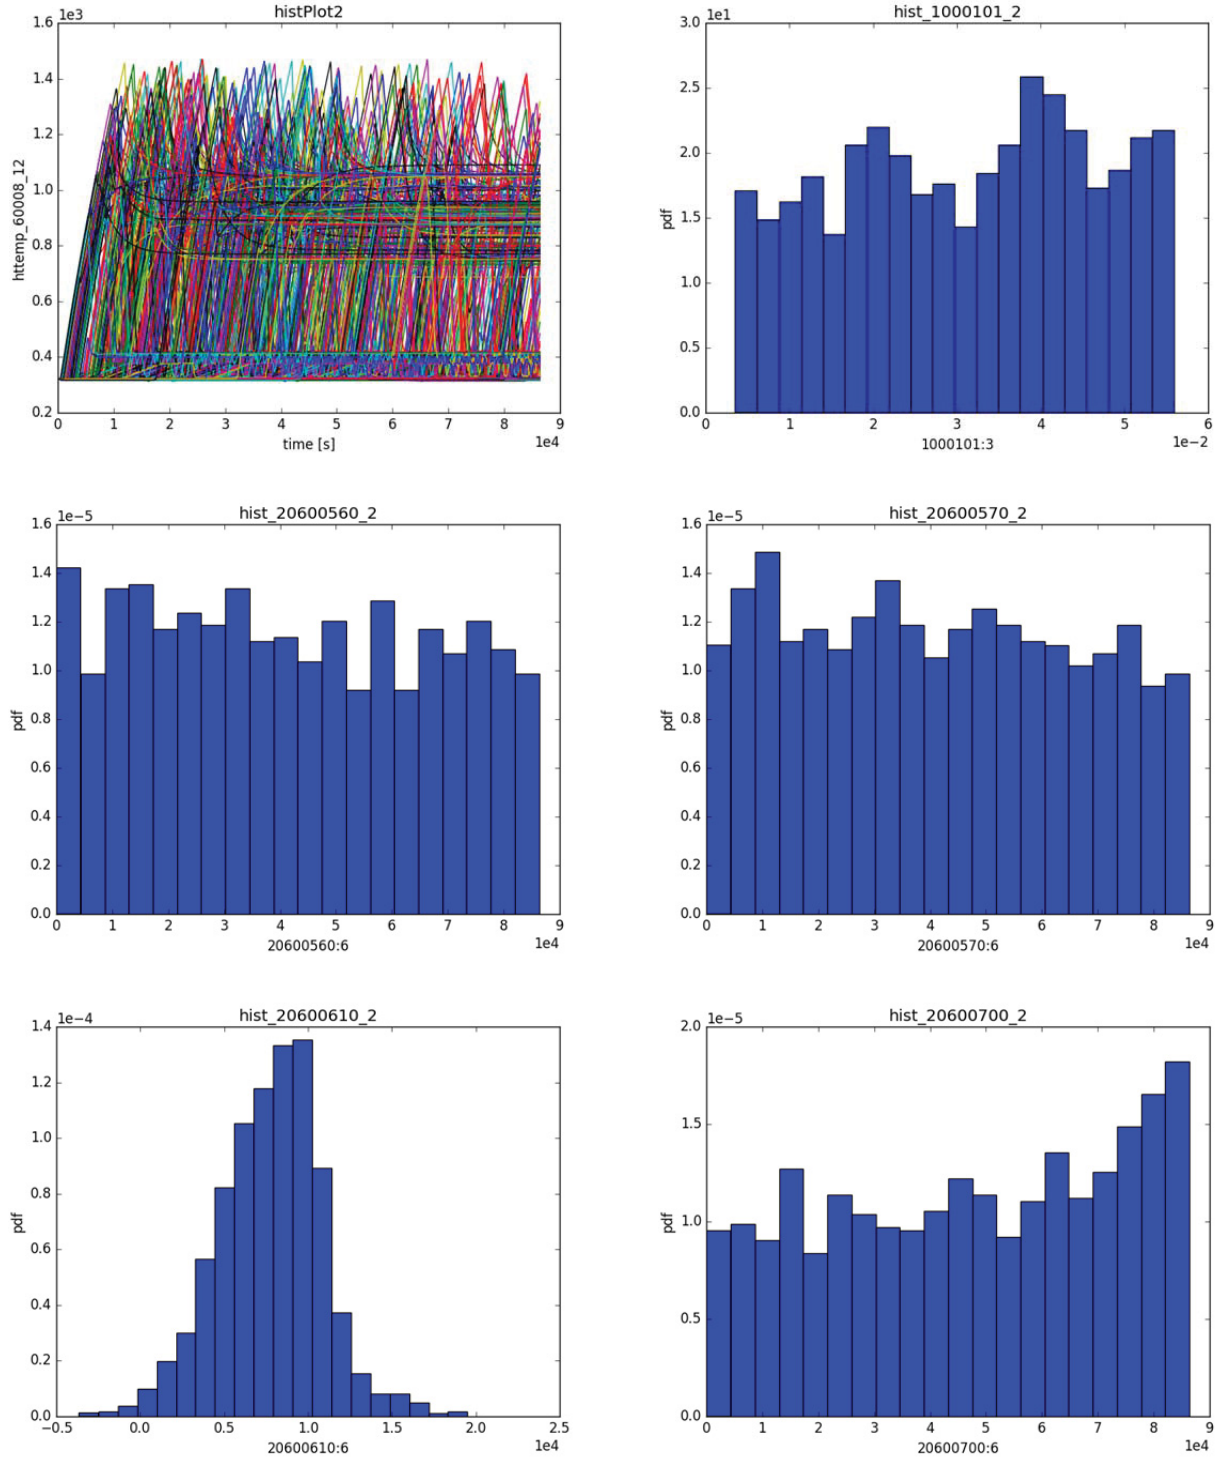 histPlot2
1e3
1.6
1.4
1.2
1.0
0.8
0.6
0.4
0.2
httemp_60008_12
0 1 2 3 4 5 6 7 8 9
1e4
time [s]
hist_1000101_2
1e1
3.0
2.5
2.0
1.5
1.0
0.5
0.0
pdf
0 1 2 3 4 5 6
1e−2
1000101:3
hist_20600560_2
1e−5
1.6
1.4
1.2
1.0
0.8
0.6
0.4
0.2
0.0
pdf
0 1 2 3 4 5 6 7 8 9
1e4
20600560:6
hist_20600570_2
1e−5
1.6
1.4
1.2
1.0
0.8
0.6
0.4
0.2
0.0
pdf
0 1 2 3 4 5 6 7 8 9
1e4
20600570:6
hist_20600610_2
1e−4
1.4
1.2
1.0
0.8
0.6
0.4
0.2
0.0
pdf
−0.5 0.0 0.5 1.0 1.5 2.0 2.5
1e4
20600610:6
hist_20600700_2
1e−5
2.0
1.5
1.0
0.5
0.0
pdf
0 1 2 3 4 5 6 7 8 9
1e4
20600700:6